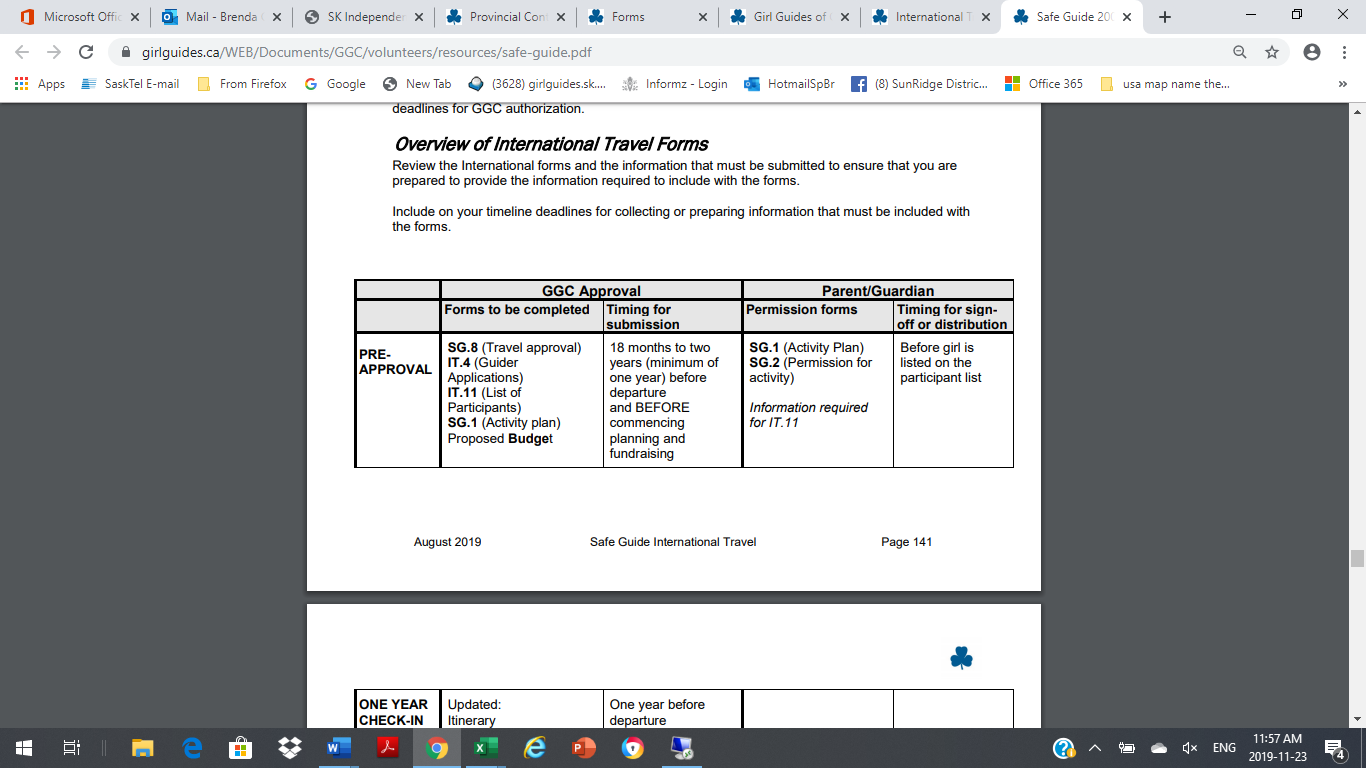 Microsoft Offic
Mail - Brenda
SK Independen
Provincial Con
Forms
Girl Guides of
International T
Safe Guide 20
girlguides.ca/WEB/Documents/GGC/volunteers/resources/safe-guide.pdf
Apps
SaskTel E-mail
From Firefox
Google
New Tab
(3628) girlguides.sk....
Informz - Login
HotmailSpBr
(8) SunRidge Distric...
Office 365
usa map name the...
»
deadlines for GGC authorization.
Overview of International Travel Forms
Review the International forms and the information that must be submitted to ensure that you are
prepared to provide the information required to include with the forms.
Include on your timeline deadlines for collecting or preparing information that must be included with
the forms.
GGC Approval
Parent/Guardian
Forms to be completed
Timing for
submission
Permission forms
Timing for sign-
off or distribution
PRE-
APPROVAL
SG.8 (Travel approval)
IT.4 (Guider
Applications)
IT.11 (List of
Participants)
SG.1 (Activity plan)
Proposed Budget
18 months to two
years (minimum of
one year) before
departure
and BEFORE
commencing
planning and
fundraising
SG.1 (Activity Plan)
SG.2 (Permission for
activity)
Information required
for IT.11
Before girl is
listed on the
participant list
August 2019
Safe Guide International Travel
Page 141
ONE YEAR
CHECK-IN
Updated:
Itinerary
One year before
departure
ENG
11:57 AM
2019-11-23
4